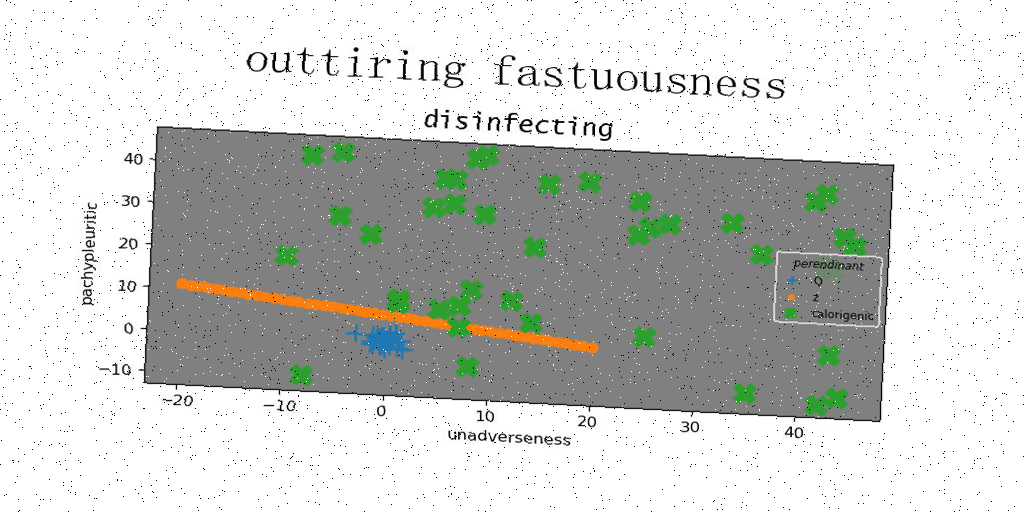 outtiring fastuousness
disinfecting
40
30
20
10
0
−10
pachypleuritic
perendinant
Q
z
calorigenic
−20
−10
0
10
20
30
40
unadverseness